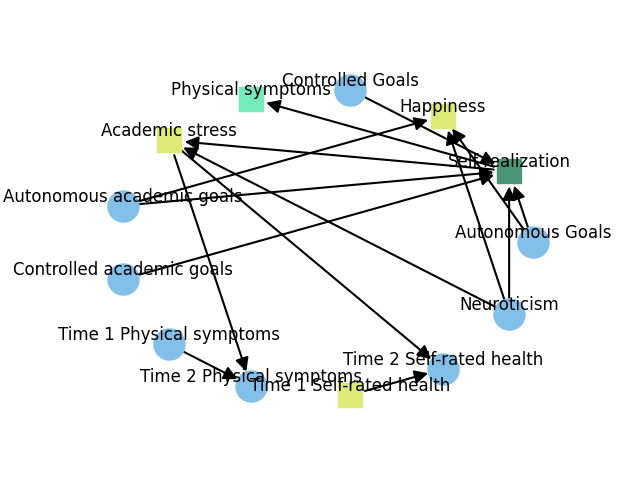 Controlled Goals
Physical symptoms
Happiness
Academic stress
Self-realization
Autonomous academic goals
Autonomous Goals
Controlled academic goals
Neuroticism
Time 1 Physical symptoms
Time 2 Self-rated health
Time 2 Physical symptoms
Time 1 Self-rated health